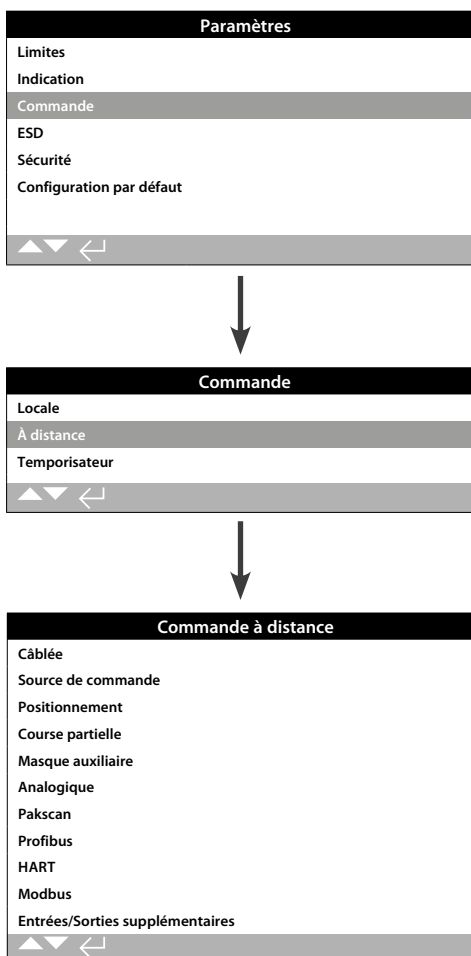 Paramètres
Limites
Indication
Commande
ESD
Sécurité
Configuration par défaut
Commande
Locale
À distance
Temporisateur
Commande à distance
Câblée
Source de commande
Positionnement
Course partielle
Masque auxiliaire
Analogique
Pakscan
Profibus
HART
Modbus
Entrées/Sorties supplémentaires